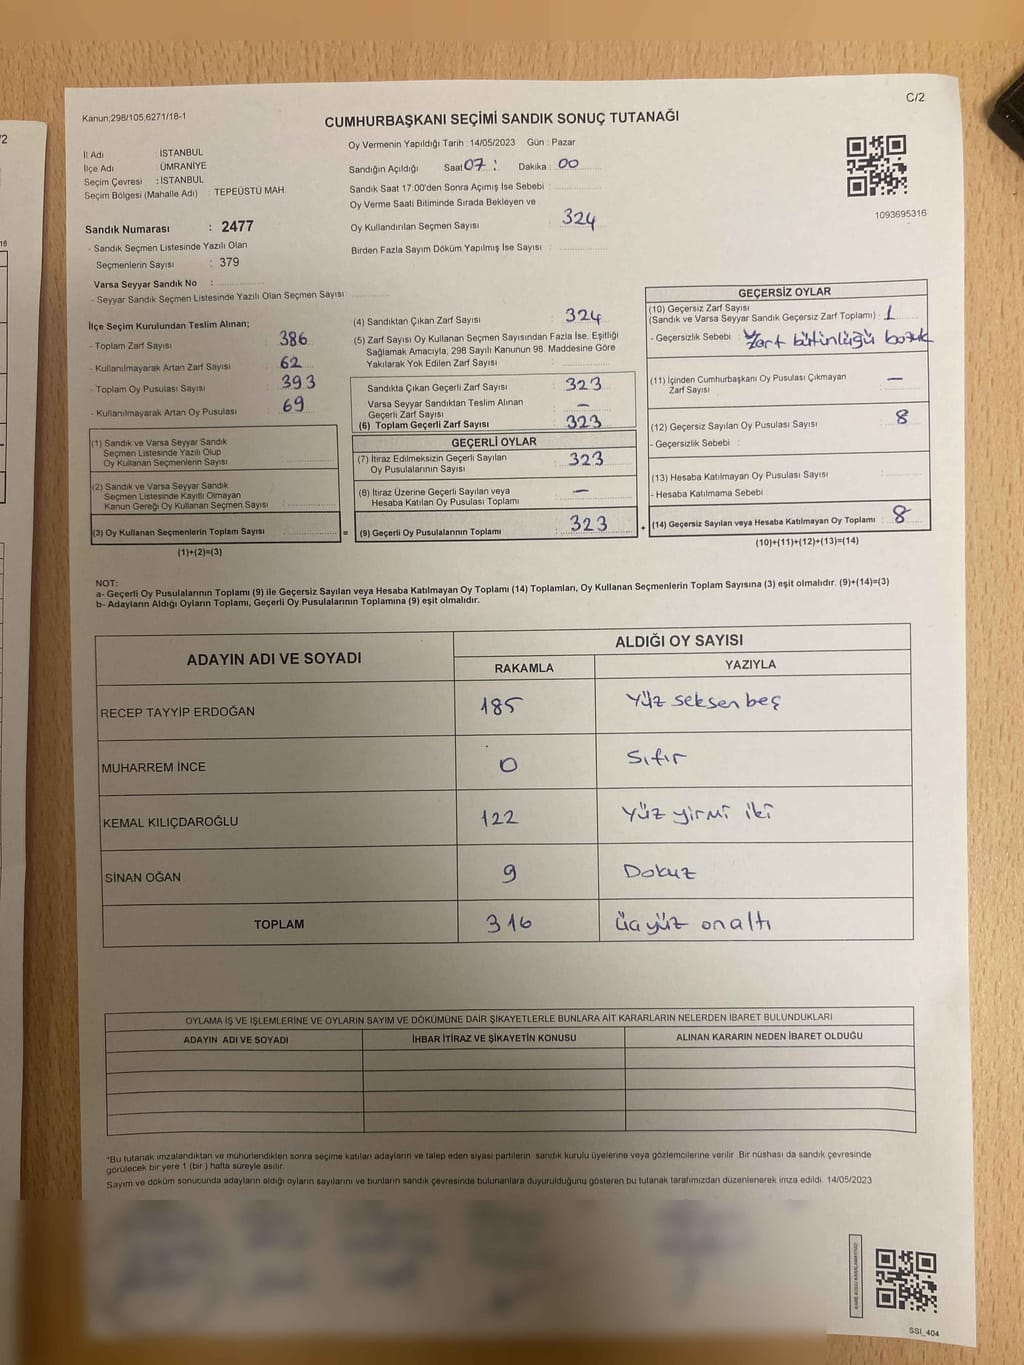 C/2
Kanun;298/105,6271/18-1
CUMHURBAŞKANI SEÇİMİ SANDIK SONUÇ TUTANAĞI
Oy Vermenin Yapıldığı Tarih : 14/05/2023 Gün : Pazar
İl Adı : İSTANBUL
İlçe Adı : ÜMRANİYE
Seçim Çevresi : İSTANBUL
Seçim Bölgesi (Mahalle Adı) : TEPEÜSTÜ MAH.
Sandık Numarası : 2477
- Sandık Seçmen Listesinde Yazılı Olan
Seçmenlerin Sayısı : 379
Varsa Seyyar Sandık No :
- Seyyar Sandık Seçmen Listesinde Yazılı Olan Seçmen Sayısı
Sandığın Açıldığı Saat 07 : Dakika : 00
Sandık Saat 17:00'den Sonra Açımış İse Sebebi :
Oy Verme Saati Bitiminde Sırada Bekleyen ve
Oy Kullandırılan Seçmen Sayısı : 324
Birden Fazla Sayım Döküm Yapılmış İse Sayısı :
1093695316
İlçe Seçim Kurulundan Teslim Alınan;
- Toplam Zarf Sayısı : 386
- Kullanılmayarak Artan Zarf Sayısı : 62
- Toplam Oy Pusulası Sayısı : 393
- Kullanılmayarak Artan Oy Pusulası : 69
(1) Sandık ve Varsa Seyyar Sandık
Seçmen Listesinde Yazılı Olup
Oy Kullanan Seçmenlerin Sayısı :
(2) Sandık ve Varsa Seyyar Sandık
Seçmen Listesinde Kayıtlı Olmayan
Kanun Gereği Oy Kullanan Seçmen Sayısı :
(3) Oy Kullanan Seçmenlerin Toplam Sayısı :
(1)+(2)=(3)
=
(4) Sandıktan Çıkan Zarf Sayısı : 324
(5) Zarf Sayısı Oy Kullanan Seçmen Sayısından Fazla İse, Eşitliği
Sağlamak Amacıyla, 298 Sayılı Kanunun 98. Maddesine Göre
Yakılarak Yok Edilen Zarf Sayısı :
Sandıkta Çıkan Geçerli Zarf Sayısı : 323
Varsa Seyyar Sandıktan Teslim Alınan
Geçerli Zarf Sayısı : —
(6) Toplam Geçerli Zarf Sayısı : 323
GEÇERLİ OYLAR
(7) İtiraz Edilmeksizin Geçerli Sayılan
Oy Pusulalarının Sayısı : 323
(8) İtiraz Üzerine Geçerli Sayılan veya
Hesaba Katılan Oy Pusulası Toplamı : —
(9) Geçerli Oy Pusulalarının Toplamı : 323
+
GEÇERSİZ OYLAR
(10) Geçersiz Zarf Sayısı
(Sandık ve Varsa Seyyar Sandık Geçersiz Zarf Toplamı) : 1
- Geçersizlik Sebebi : Zarf bütünlüğü bozuk
(11) İçinden Cumhurbaşkanı Oy Pusulası Çıkmayan
Zarf Sayısı : —
(12) Geçersiz Sayılan Oy Pusulası Sayısı : 8
- Geçersizlik Sebebi :
(13) Hesaba Katılmayan Oy Pusulası Sayısı :
- Hesaba Katılmama Sebebi :
(14) Geçersiz Sayılan veya Hesaba Katılmayan Oy Toplamı : 8
(10)+(11)+(12)+(13)=(14)
NOT:
a- Geçerli Oy Pusulalarının Toplamı (9) ile Geçersiz Sayılan veya Hesaba Katılmayan Oy Toplamı (14) Toplamları, Oy Kullanan Seçmenlerin Toplam Sayısına (3) eşit olmalıdır. (9)+(14)=(3)
b- Adayların Aldığı Oyların Toplamı, Geçerli Oy Pusulalarının Toplamına (9) eşit olmalıdır.
ADAYIN ADI VE SOYADI
ALDIĞI OY SAYISI
RAKAMLA YAZIYLA
RECEP TAYYİP ERDOĞAN 185 Yüz seksen beş
MUHARREM İNCE 0 Sıfır
KEMAL KILIÇDAROĞLU 122 Yüz yirmi iki
SİNAN OĞAN 9 Dokuz
TOPLAM 316 üç yüz onaltı
OYLAMA İŞ VE İŞLEMLERİNE VE OYLARIN SAYIM VE DÖKÜMÜNE DAİR ŞİKAYETLERLE BUNLARA AİT KARARLARIN NELERDEN İBARET BULUNDUKLARI
ADAYIN ADI VE SOYADI İHBAR İTİRAZ VE ŞİKAYETİN KONUSU ALINAN KARARIN NEDEN İBARET OLDUĞU
*Bu tutanak imzalandıktan ve mühürlendikten sonra seçime katılan adayların ve talep eden siyasi partilerin sandık kurulu üyelerine veya gözlemcilerine verilir. Bir nüshası da sandık çevresinde
görülecek bir yere 1 (bir ) hafta süreyle asılır.
Sayım ve döküm sonucunda adayların aldığı oyların sayılarını ve bunların sandık çevresinde bulunanlara duyurulduğunu gösteren bu tutanak tarafımızdan düzenlenerek imza edildi. 14/05/2023
SSI_404